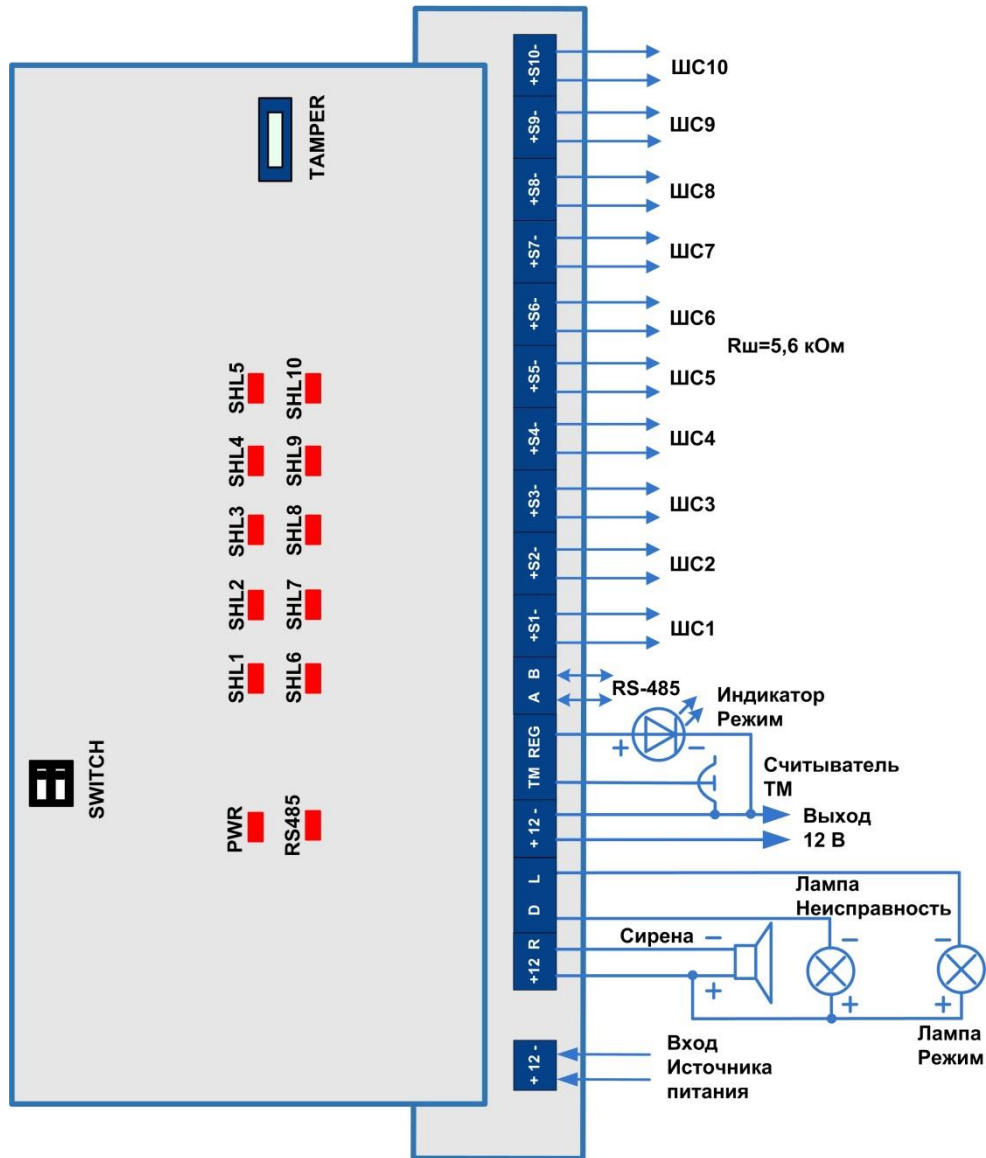 TAMPER
SHL5
SHL10
SHL4
SHL9
SHL3
SHL8
SHL2
SHL7
SHL1
SHL6
SWITCH
PWR
RS485
+S10-
ШС10
+S9-
ШС9
+S8-
ШС8
+S7-
ШС7
+S6-
ШС6
Rш=5,6 кОм
+S5-
ШС5
+S4-
ШС4
+S3-
ШС3
+S2-
ШС2
+S1-
ШС1
A B
RS-485
Индикатор
Режим
TM REG
+ -
Считыватель
ТМ
+ 12 -
Выход
12 В
D L
Лампа
Неисправность
+12 R
Сирена
-
+
-
+
-
+
Лампа
Режим
+ 12 -
Вход
Источника
питания